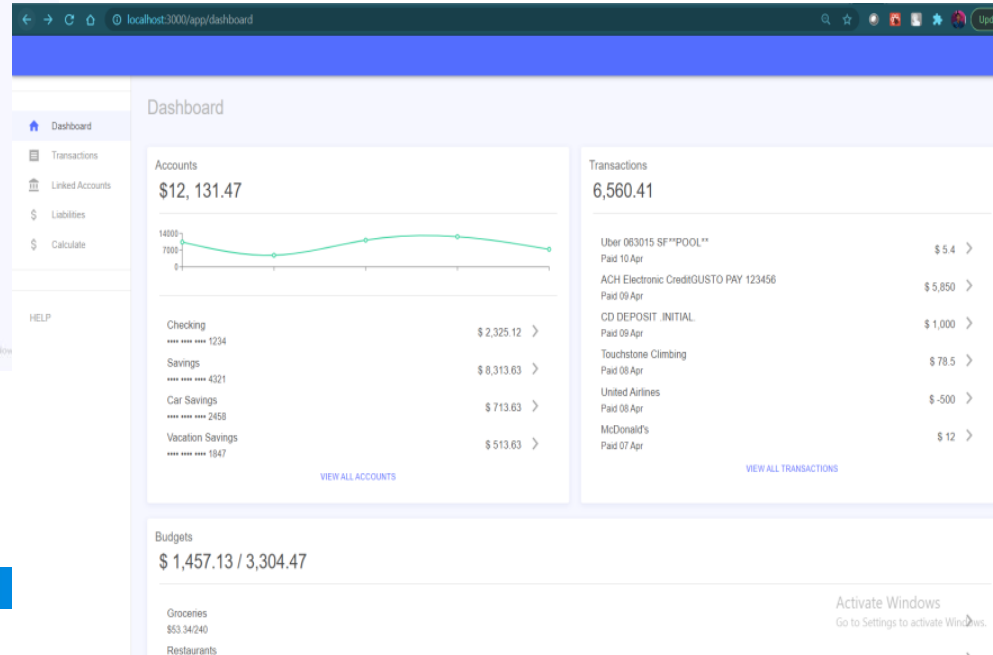 localhost:3000/app/dashboard
Dashboard
Dashboard
Transactions
Linked Accounts
$ Liabilities
$ Calculate
HELP
Accounts
$12, 131.47
14000
7000
0
Checking
•••• •••• •••• 1234
$ 2,325.12
Savings
•••• •••• •••• 4321
$ 8,313.63
Car Savings
•••• •••• •••• 2458
$ 713.63
Vacation Savings
•••• •••• •••• 1847
$ 513.63
VIEW ALL ACCOUNTS
Transactions
6,560.41
Uber 063015 SF**POOL**
Paid 10 Apr
$ 5.4
ACH Electronic CreditGUSTO PAY 123456
Paid 09 Apr
$ 5,850
CD DEPOSIT .INITIAL.
Paid 09 Apr
$ 1,000
Touchstone Climbing
Paid 08 Apr
$ 78.5
United Airlines
Paid 08 Apr
$ -500
McDonald's
Paid 07 Apr
$ 12
VIEW ALL TRANSACTIONS
Budgets
$ 1,457.13 / 3,304.47
Groceries
$53.34/240
Restaurants
Activate Windows
Go to Settings to activate Windows.